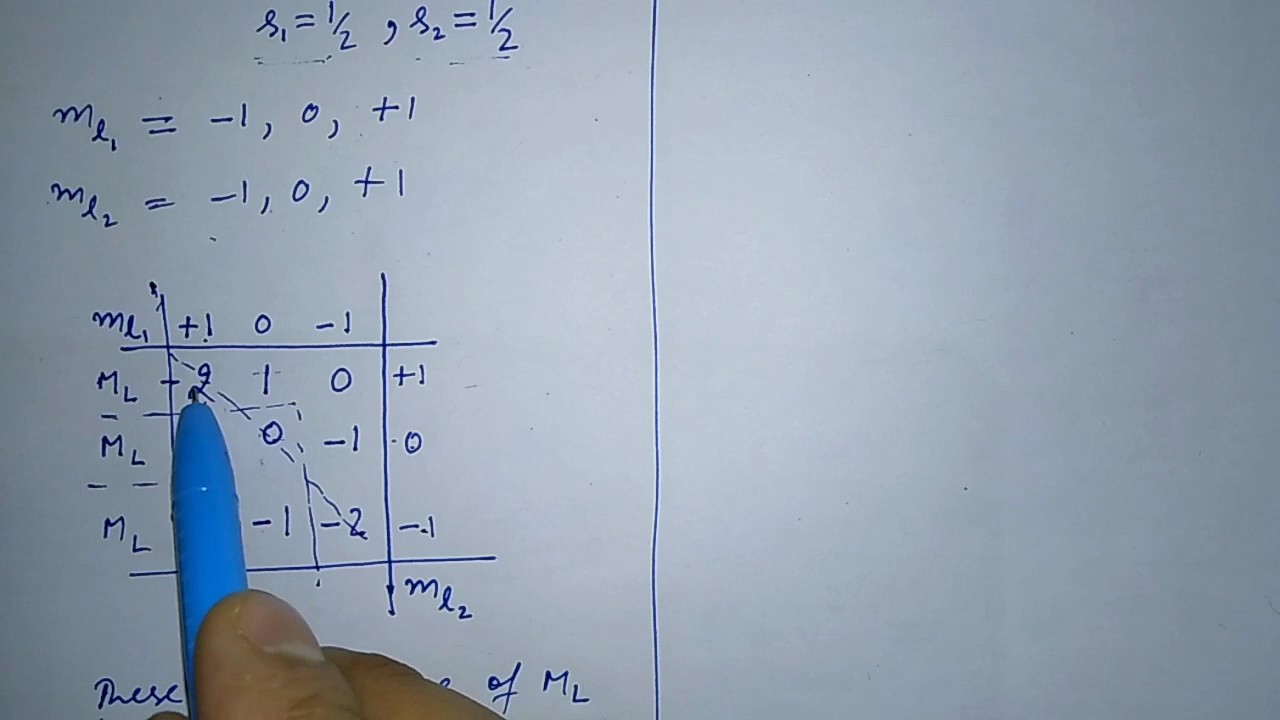 s₁ = 1/2 , s₂ = 1/2
m_l₁ = -1, 0, +1
m_l₂ = -1, 0, +1
m_l₁ +1 0 -1
M_L 2 1 0 +1
M_L 0 -1 0
M_L -1 -2 -1
m_l₂
These of M_L